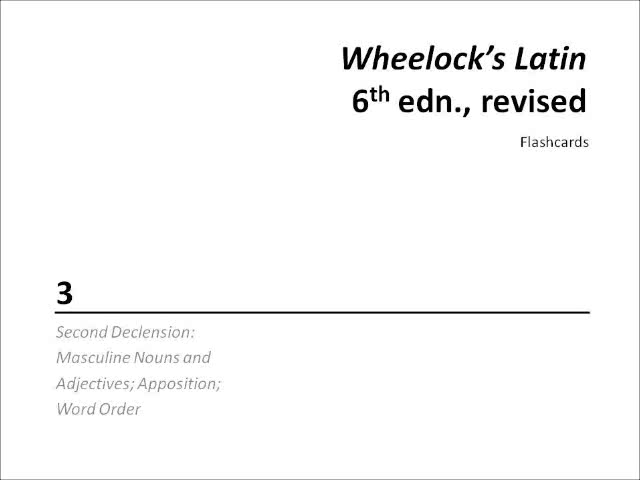 Wheelock’s Latin
6th edn., revised
Flashcards
3
Second Declension:
Masculine Nouns and
Adjectives; Apposition;
Word Order